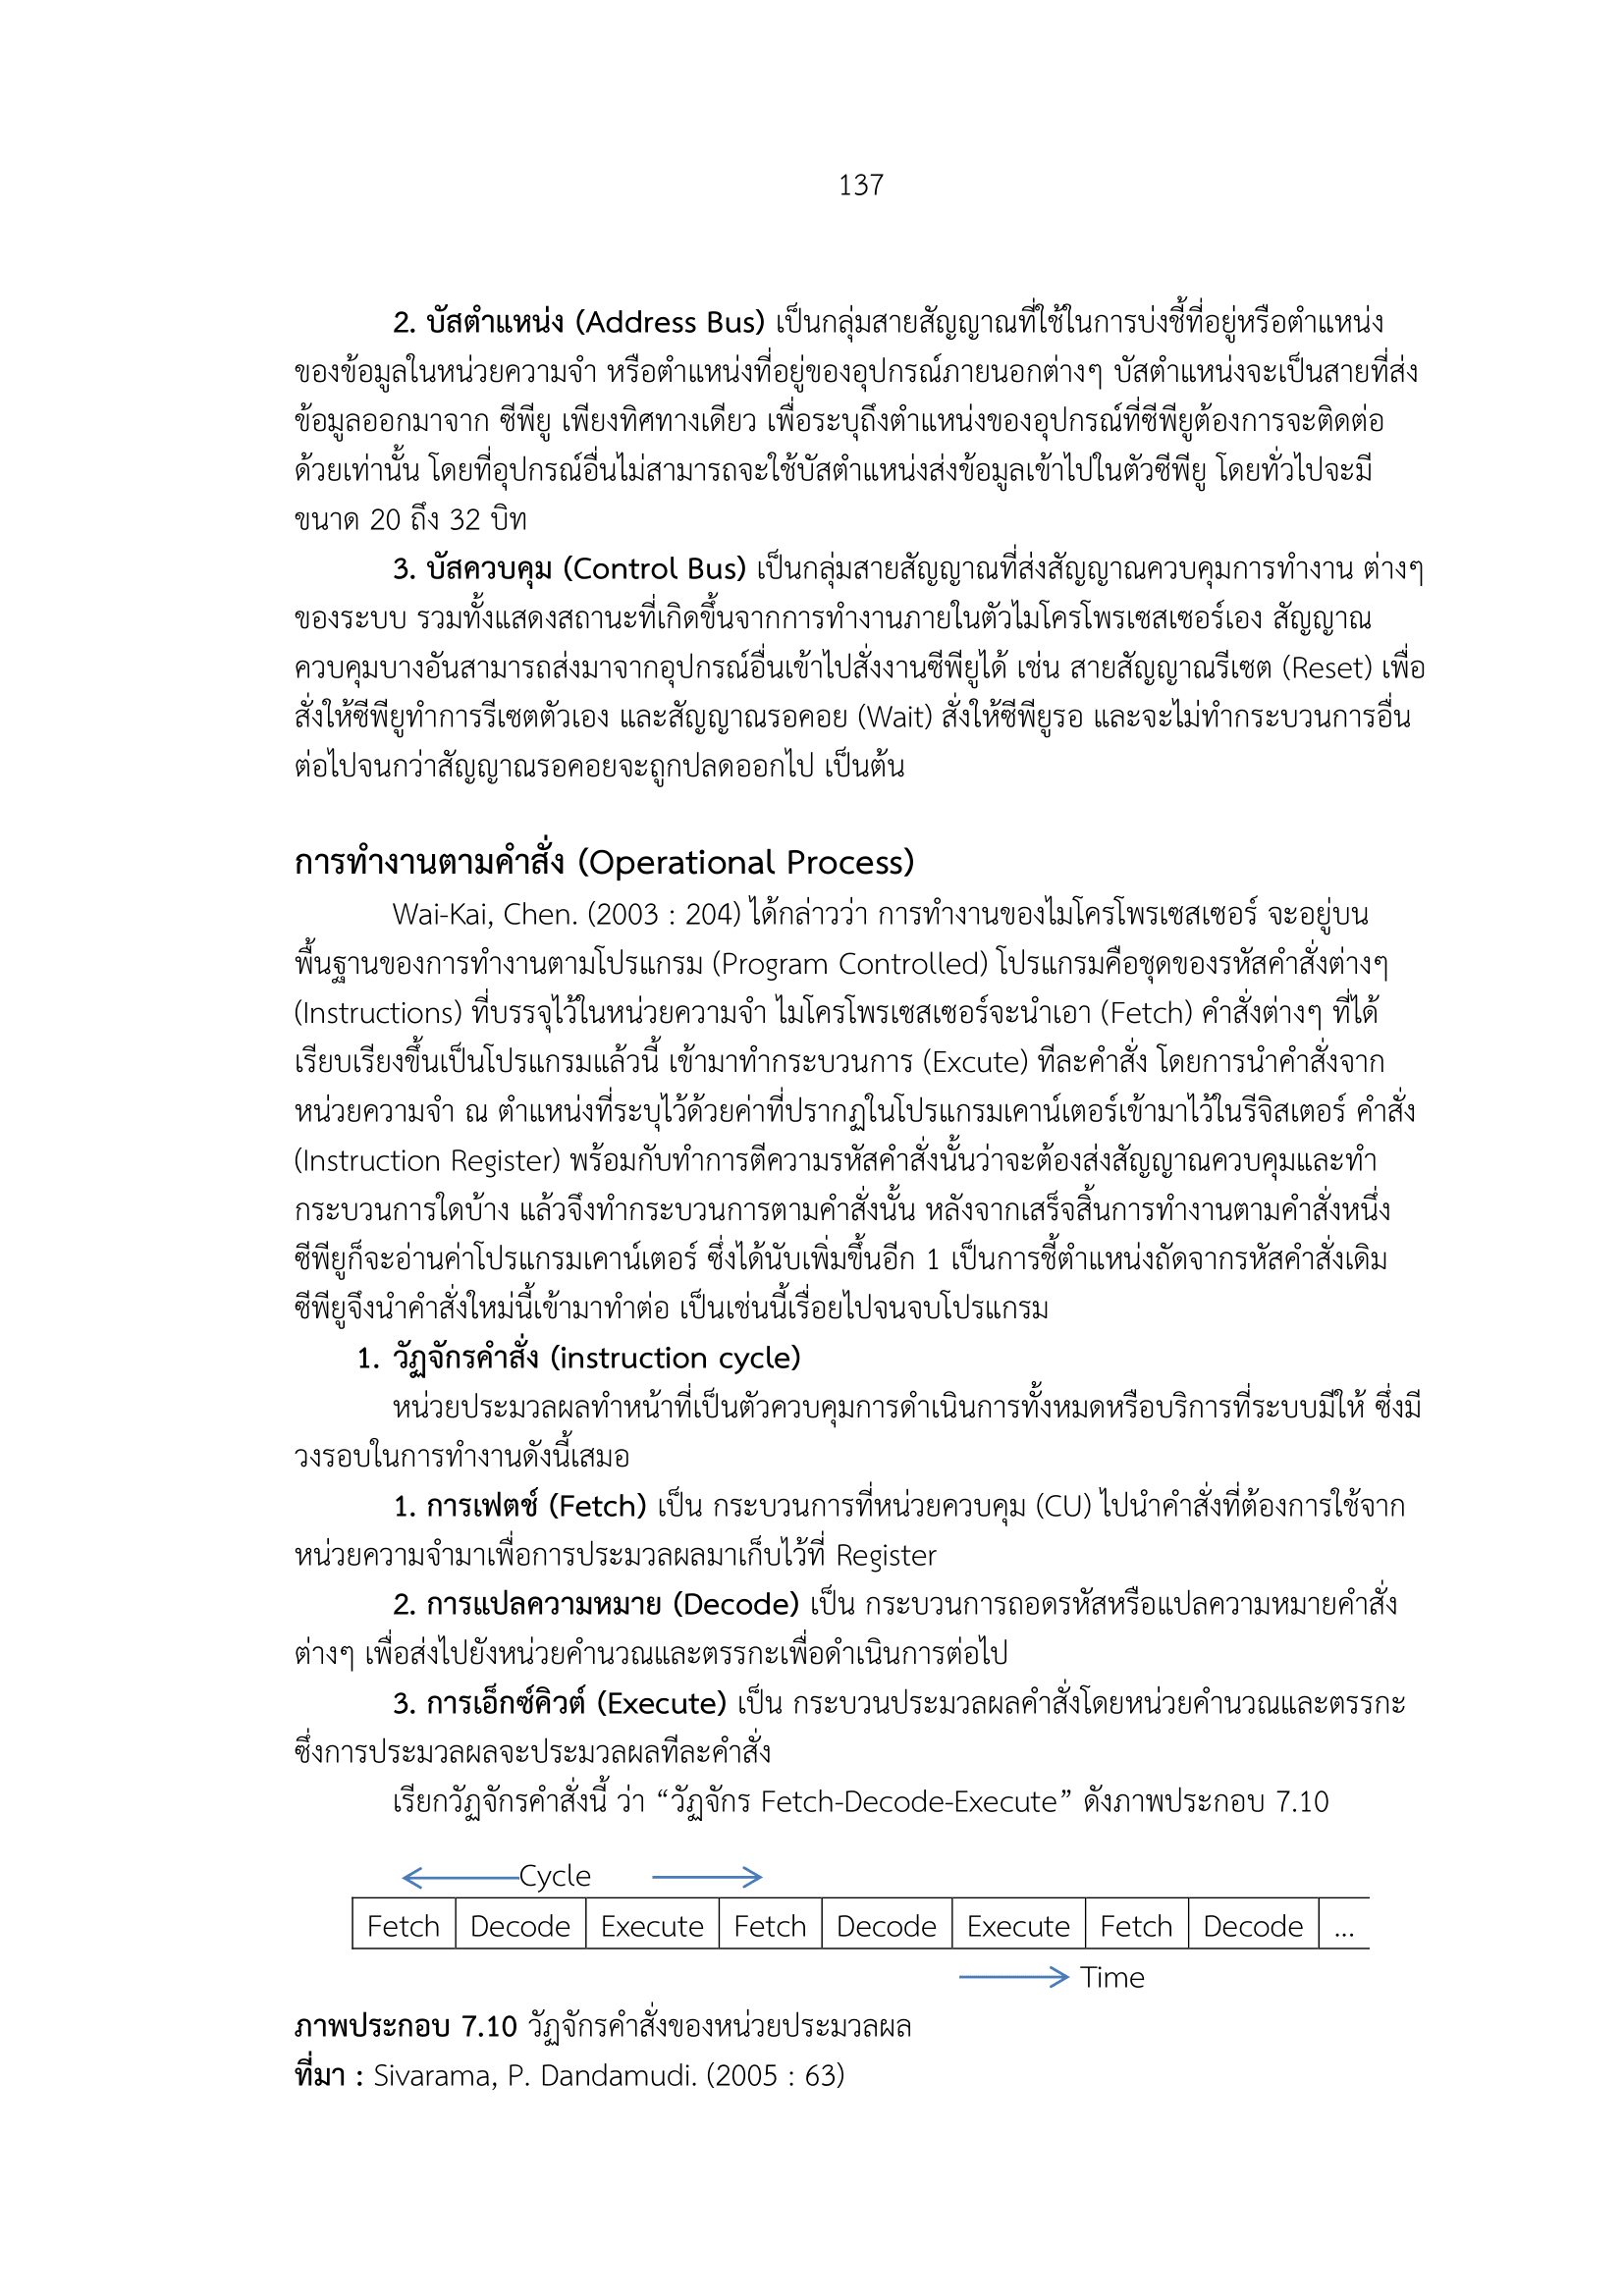 137
2. บัสตำแหน่ง (Address Bus) เป็นกลุ่มสายสัญญาณที่ใช้ในการบ่งชี้ที่อยู่หรือตำแหน่ง
ของข้อมูลในหน่วยความจำ หรือตำแหน่งที่อยู่ของอุปกรณ์ภายนอกต่างๆ บัสตำแหน่งจะเป็นสายที่ส่ง
ข้อมูลออกมาจาก ซีพียู เพียงทิศทางเดียว เพื่อระบุถึงตำแหน่งของอุปกรณ์ที่ซีพียูต้องการจะติดต่อ
ด้วยเท่านั้น โดยที่อุปกรณ์อื่นไม่สามารถจะใช้บัสตำแหน่งส่งข้อมูลเข้าไปในตัวซีพียู โดยทั่วไปจะมี
ขนาด 20 ถึง 32 บิท
3. บัสควบคุม (Control Bus) เป็นกลุ่มสายสัญญาณที่ส่งสัญญาณควบคุมการทำงาน ต่างๆ
ของระบบ รวมทั้งแสดงสถานะที่เกิดขึ้นจากการทำงานภายในตัวไมโครโพรเซสเซอร์เอง สัญญาณ
ควบคุมบางอันสามารถส่งมาจากอุปกรณ์อื่นเข้าไปสั่งงานซีพียูได้ เช่น สายสัญญาณรีเซต (Reset) เพื่อ
สั่งให้ซีพียูทำการรีเซตตัวเอง และสัญญาณรอคอย (Wait) สั่งให้ซีพียูรอ และจะไม่ทำกระบวนการอื่น
ต่อไปจนกว่าสัญญาณรอคอยจะถูกปลดออกไป เป็นต้น
การทำงานตามคำสั่ง (Operational Process)
Wai-Kai, Chen. (2003 : 204) ได้กล่าวว่า การทำงานของไมโครโพรเซสเซอร์ จะอยู่บน
พื้นฐานของการทำงานตามโปรแกรม (Program Controlled) โปรแกรมคือชุดของรหัสคำสั่งต่างๆ
(Instructions) ที่บรรจุไว้ในหน่วยความจำ ไมโครโพรเซสเซอร์จะนำเอา (Fetch) คำสั่งต่างๆ ที่ได้
เรียบเรียงขึ้นเป็นโปรแกรมแล้วนี้ เข้ามาทำกระบวนการ (Excute) ทีละคำสั่ง โดยการนำคำสั่งจาก
หน่วยความจำ ณ ตำแหน่งที่ระบุไว้ด้วยค่าที่ปรากฏในโปรแกรมเคาน์เตอร์เข้ามาไว้ในรีจิสเตอร์ คำสั่ง
(Instruction Register) พร้อมกับทำการตีความรหัสคำสั่งนั้นว่าจะต้องส่งสัญญาณควบคุมและทำ
กระบวนการใดบ้าง แล้วจึงทำกระบวนการตามคำสั่งนั้น หลังจากเสร็จสิ้นการทำงานตามคำสั่งหนึ่ง
ซีพียูก็จะอ่านค่าโปรแกรมเคาน์เตอร์ ซึ่งได้นับเพิ่มขึ้นอีก 1 เป็นการชี้ตำแหน่งถัดจากรหัสคำสั่งเดิม
ซีพียูจึงนำคำสั่งใหม่นี้เข้ามาทำต่อ เป็นเช่นนี้เรื่อยไปจนจบโปรแกรม
1. วัฏจักรคำสั่ง (instruction cycle)
หน่วยประมวลผลทำหน้าที่เป็นตัวควบคุมการดำเนินการทั้งหมดหรือบริการที่ระบบมีให้ ซึ่งมี
วงรอบในการทำงานดังนี้เสมอ
1. การเฟตช์ (Fetch) เป็น กระบวนการที่หน่วยควบคุม (CU) ไปนำคำสั่งที่ต้องการใช้จาก
หน่วยความจำมาเพื่อการประมวลผลมาเก็บไว้ที่ Register
2. การแปลความหมาย (Decode) เป็น กระบวนการถอดรหัสหรือแปลความหมายคำสั่ง
ต่างๆ เพื่อส่งไปยังหน่วยคำนวณและตรรกะเพื่อดำเนินการต่อไป
3. การเอ็กซ์คิวต์ (Execute) เป็น กระบวนประมวลผลคำสั่งโดยหน่วยคำนวณและตรรกะ
ซึ่งการประมวลผลจะประมวลผลทีละคำสั่ง
เรียกวัฏจักรคำสั่งนี้ ว่า “วัฏจักร Fetch-Decode-Execute” ดังภาพประกอบ 7.10
Cycle
Fetch Decode Execute Fetch Decode Execute Fetch Decode ...
Time
ภาพประกอบ 7.10 วัฏจักรคำสั่งของหน่วยประมวลผล
ที่มา : Sivarama, P. Dandamudi. (2005 : 63)